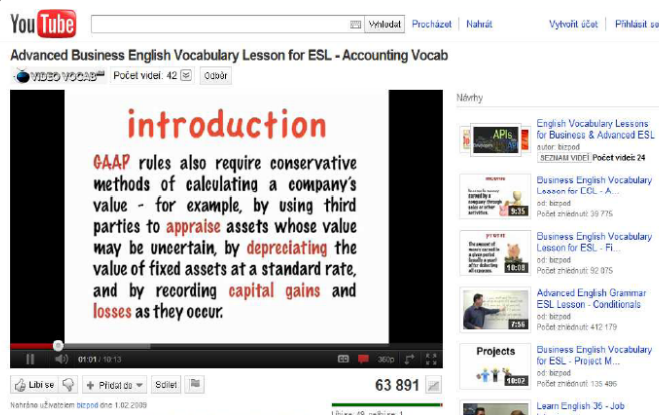 YouTube Vyhledat Procházet Nahrát Vytvořit účet Přihlásit se
Advanced Business English Vocabulary Lesson for ESL - Accounting Vocab
VIDEO VOCAB Počet videí: 42 Odběr
introduction
GAAP rules also require conservative
methods of calculating a company's
value - for example, by using third
parties to appraise assets whose value
may be uncertain, by depreciating the
value of fixed assets at a standard rate,
and by recording capital gains and
losses as they occur.
01:01 / 10:13 360p
Líbí se Přidat do Sdílet 63 891
Nahráno uživatelem bizpod dne 1.02.2009
Návrhy
English Vocabulary Lessons
for Business & Advanced ESL
autor: bizpod
SEZNAM VIDEÍ Počet videí: 24
Business English Vocabulary
Lesson for ESL - A...
od: bizpod
Počet zhlédnutí: 39 775
9:35
Business English Vocabulary
Lesson for ESL - Fi...
od: bizpod
Počet zhlédnutí: 92 075
10:08
Advanced English Grammar
ESL Lesson - Conditionals
od: bizpod
Počet zhlédnutí: 412 179
7:56
Projects
Business English Vocabulary
for ESL - Project M...
od: bizpod
Počet zhlédnutí: 135 496
10:07
Learn English 36 - Job